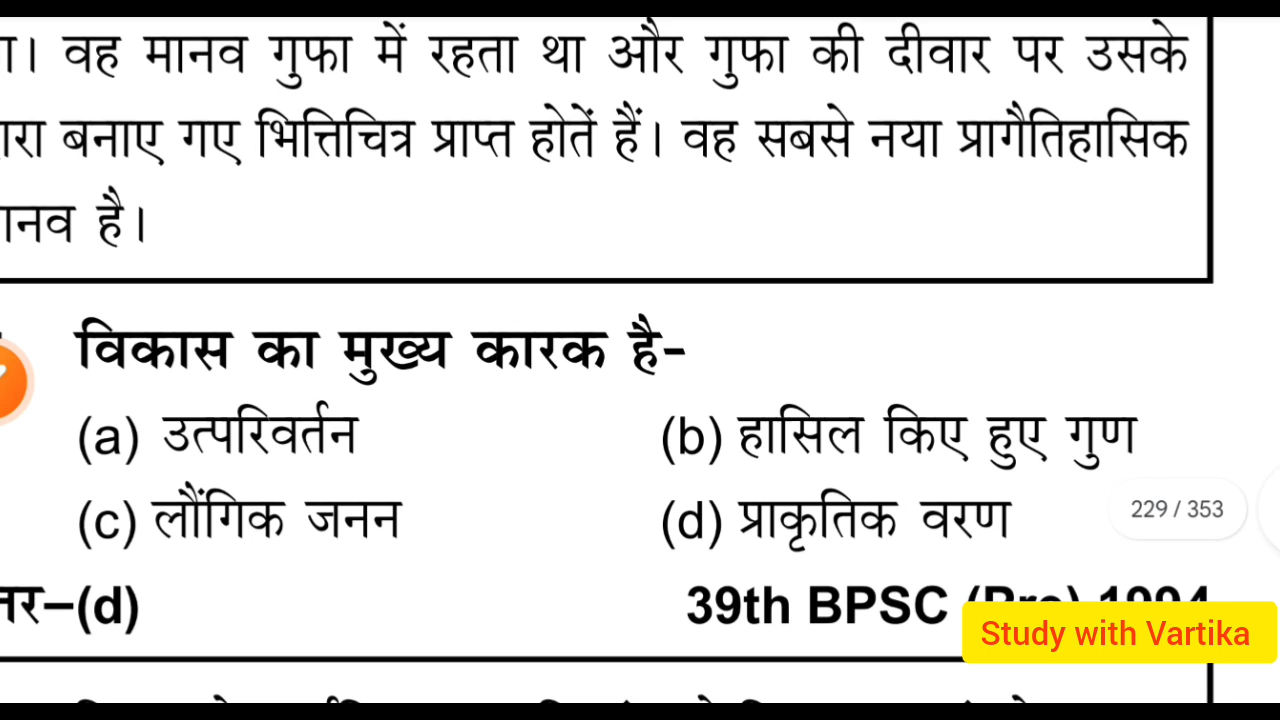 वह मानव गुफा में रहता था और गुफा की दीवार पर उसके
बनाए गए भित्तिचित्र प्राप्त होतें हैं। वह सबसे नया प्रागैतिहासिक
है।
विकास का मुख्य कारक है-
(a) उत्परिवर्तन (b) हासिल किए हुए गुण
(c) लौंगिक जनन (d) प्राकृतिक वरण
229 / 353
(d) 39th BPSC
Study with Vartika